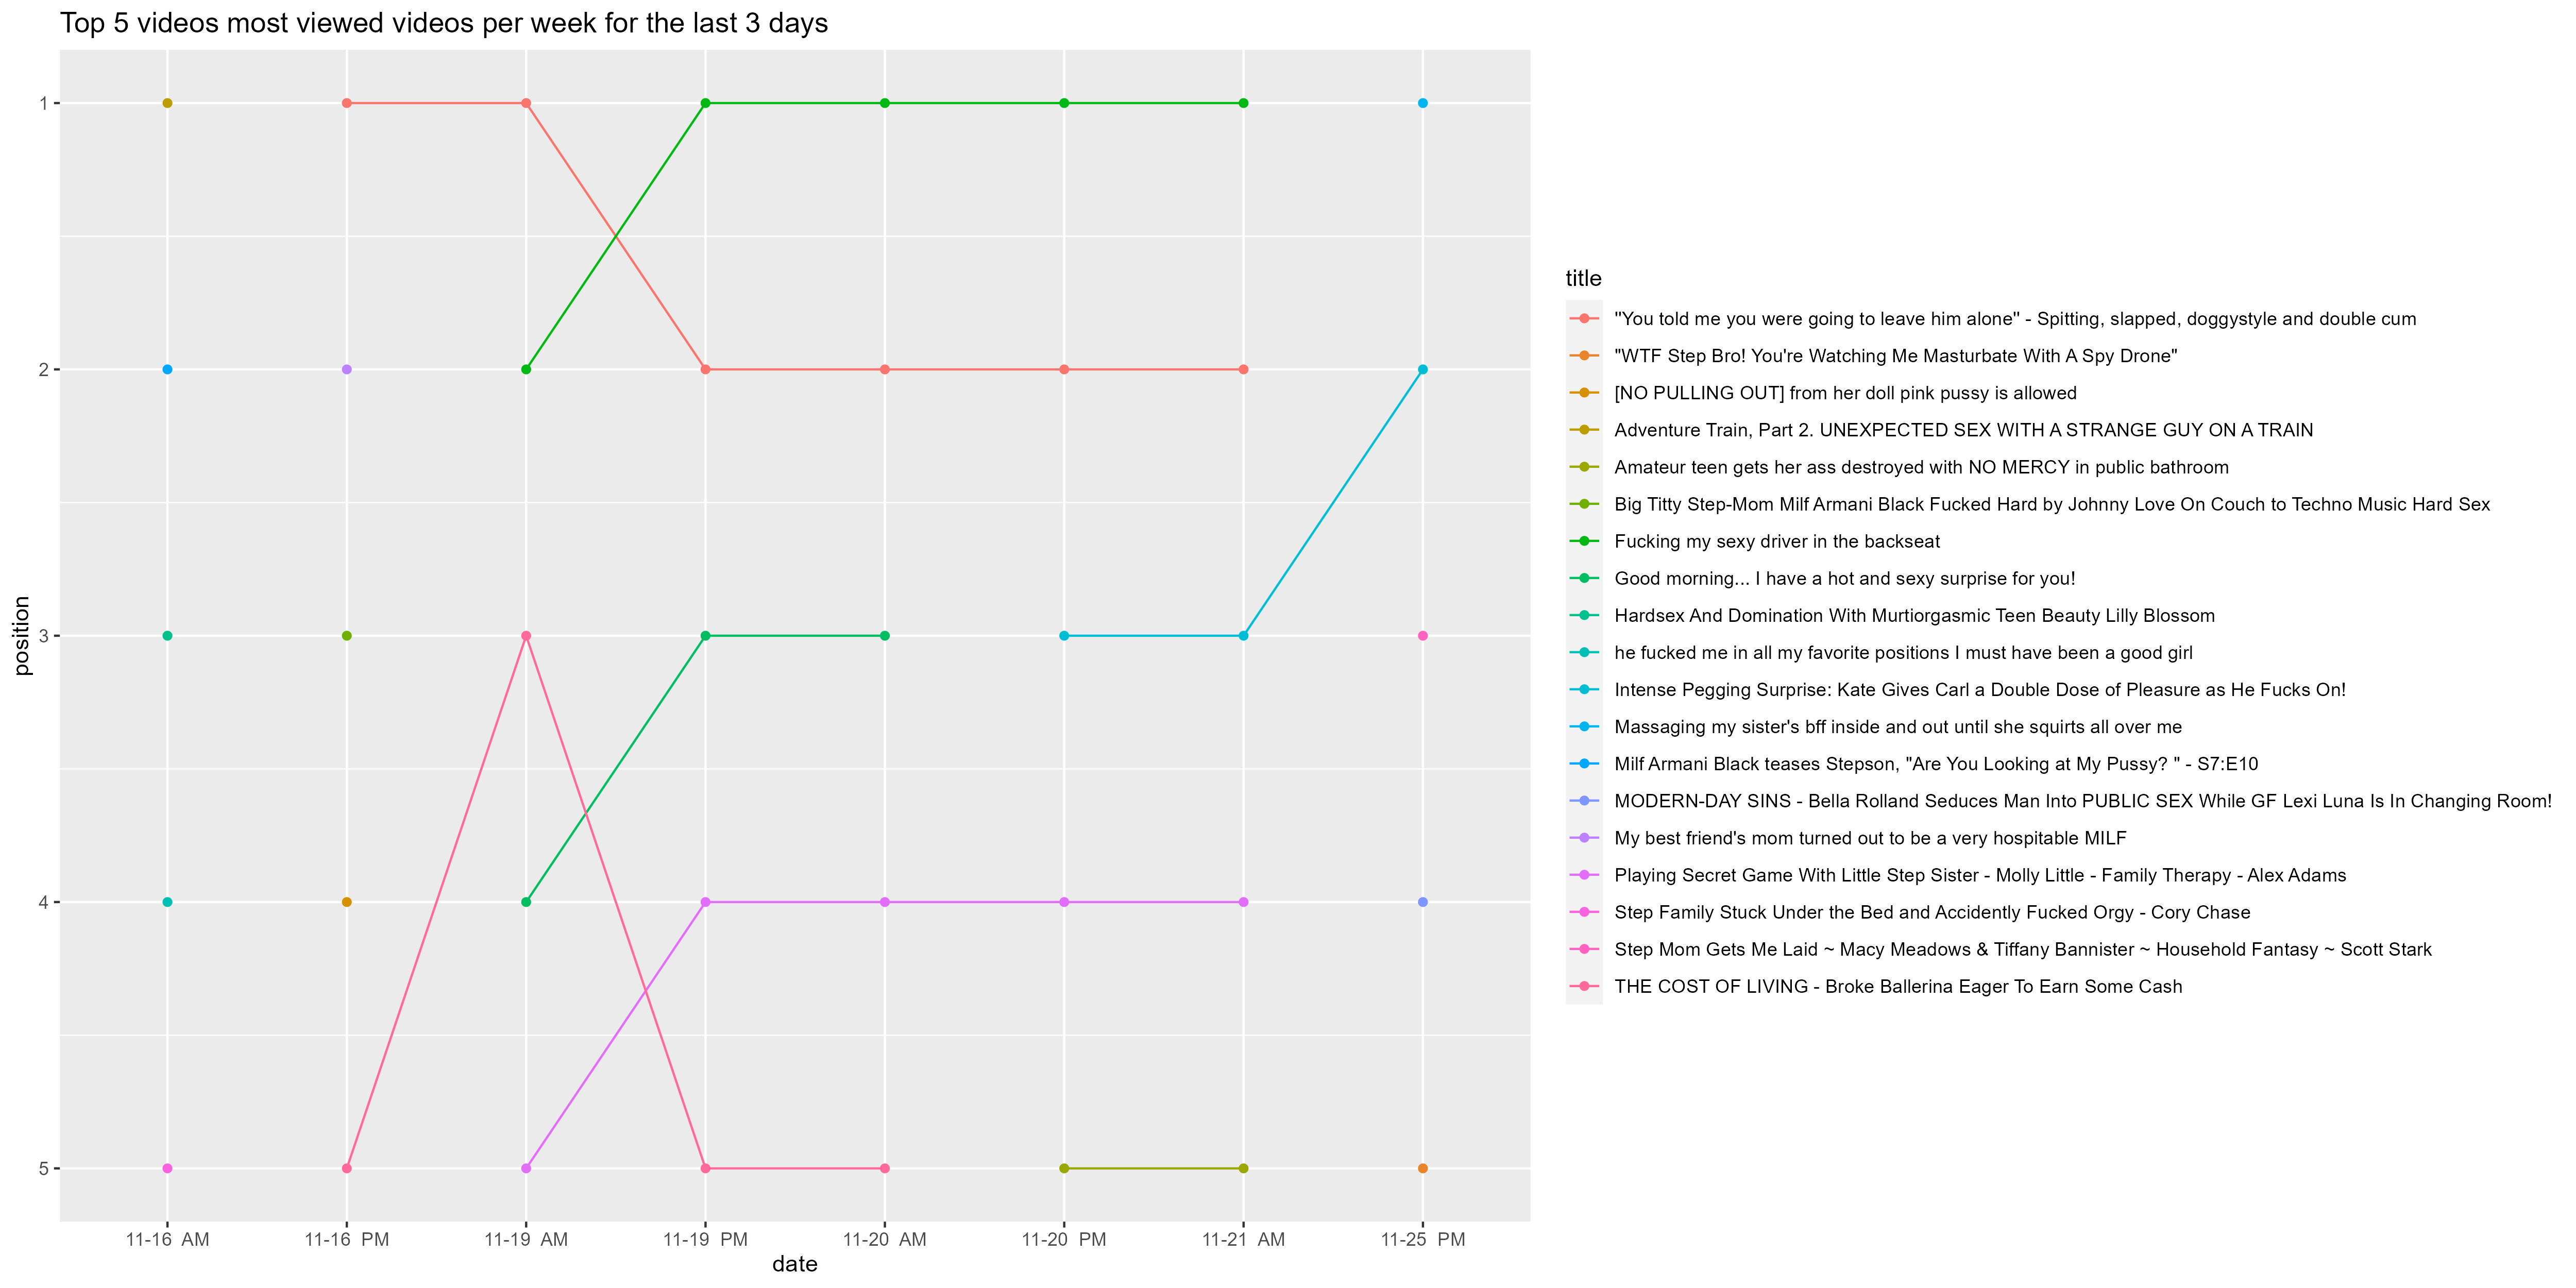 Top 5 videos most viewed videos per week for the last 3 days
position
1
2
3
4
5
11-16 AM
11-16 PM
11-19 AM
11-19 PM
11-20 AM
11-20 PM
11-21 AM
11-25 PM
date
title
"You told me you were going to leave him alone" - Spitting, slapped, doggystyle and double cum
"WTF Step Bro! You're Watching Me Masturbate With A Spy Drone"
[NO PULLING OUT] from her doll pink pussy is allowed
Adventure Train, Part 2. UNEXPECTED SEX WITH A STRANGE GUY ON A TRAIN
Amateur teen gets her ass destroyed with NO MERCY in public bathroom
Big Titty Step-Mom Milf Armani Black Fucked Hard by Johnny Love On Couch to Techno Music Hard Sex
Fucking my sexy driver in the backseat
Good morning... I have a hot and sexy surprise for you!
Hardsex And Domination With Murtiorgasmic Teen Beauty Lilly Blossom
he fucked me in all my favorite positions I must have been a good girl
Intense Pegging Surprise: Kate Gives Carl a Double Dose of Pleasure as He Fucks On!
Massaging my sister's bff inside and out until she squirts all over me
Milf Armani Black teases Stepson, "Are You Looking at My Pussy? " - S7:E10
MODERN-DAY SINS - Bella Rolland Seduces Man Into PUBLIC SEX While GF Lexi Luna Is In Changing Room!
My best friend's mom turned out to be a very hospitable MILF
Playing Secret Game With Little Step Sister - Molly Little - Family Therapy - Alex Adams
Step Family Stuck Under the Bed and Accidently Fucked Orgy - Cory Chase
Step Mom Gets Me Laid ~ Macy Meadows & Tiffany Bannister ~ Household Fantasy ~ Scott Stark
THE COST OF LIVING - Broke Ballerina Eager To Earn Some Cash